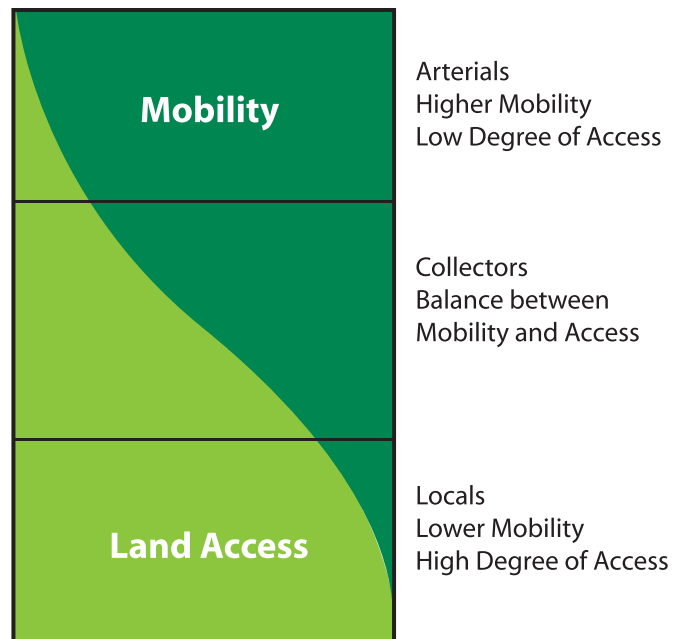 Mobility
Arterials
Higher Mobility
Low Degree of Access
Collectors
Balance between
Mobility and Access
Land Access
Locals
Lower Mobility
High Degree of Access